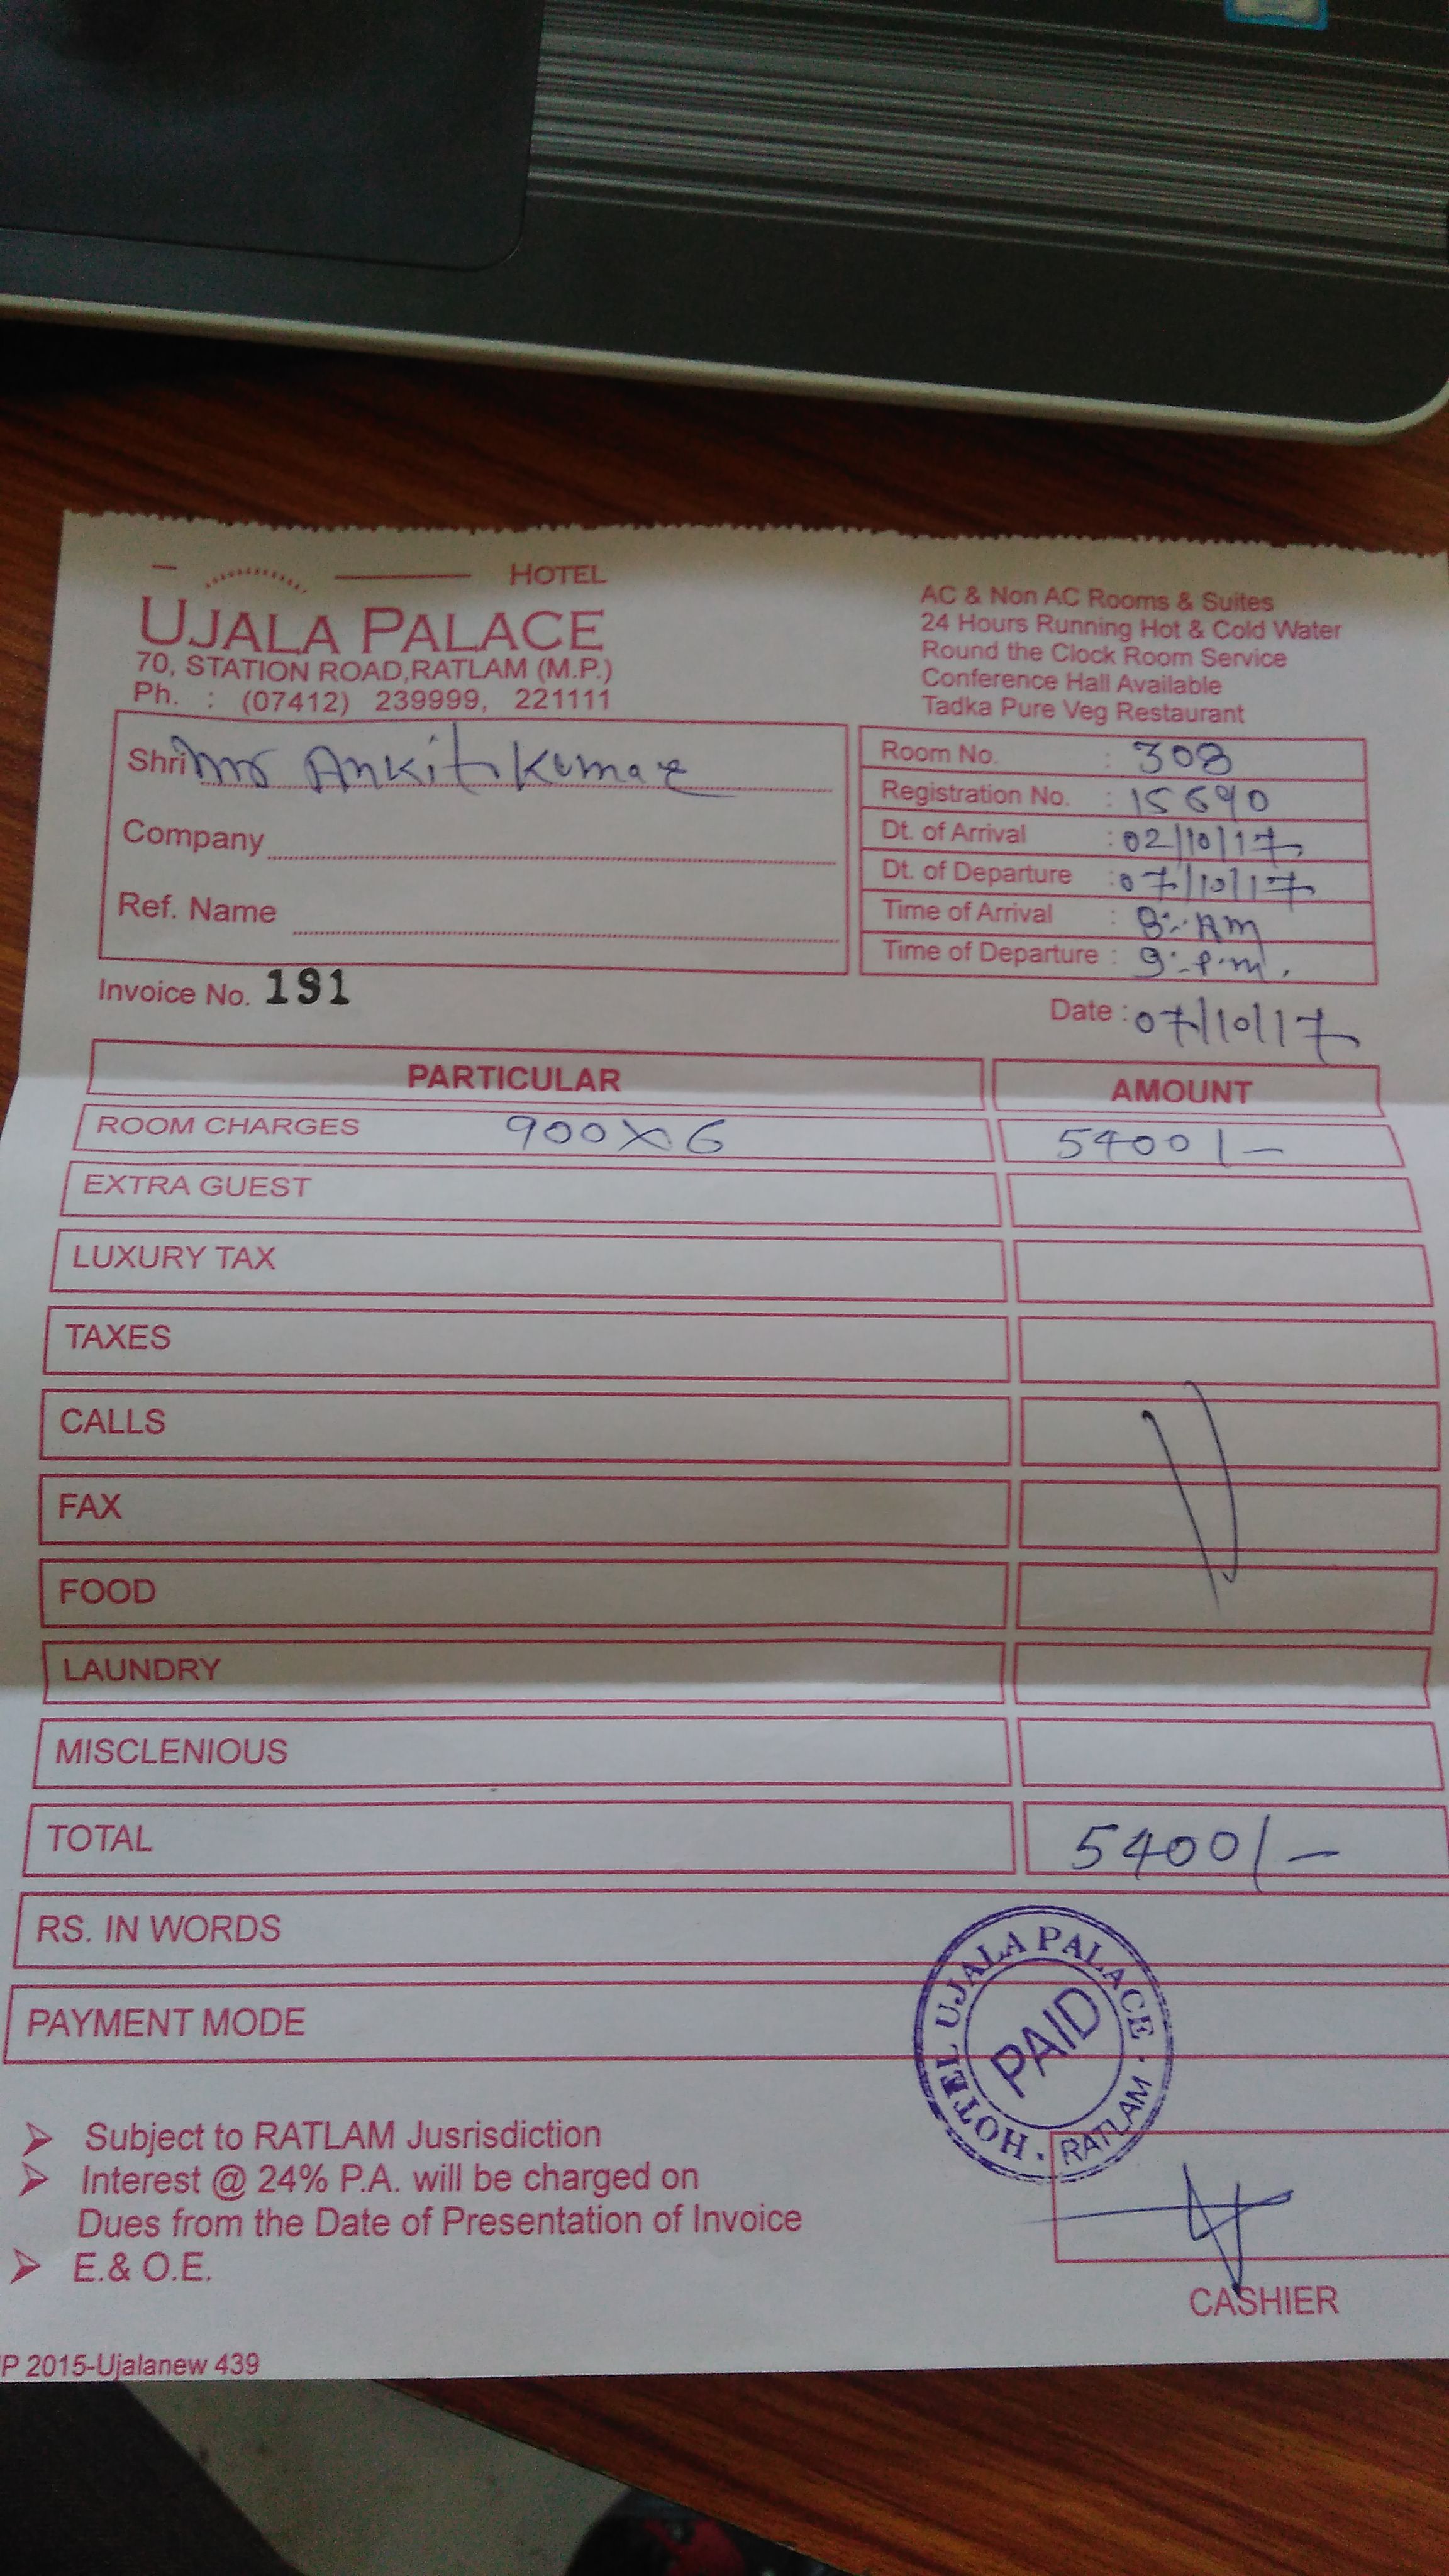 HOTEL
UJALA PALACE
70, STATION ROAD,RATLAM (M.P.)
Ph. : (07412) 239999, 221111
AC & Non AC Rooms & Suites
24 Hours Running Hot & Cold Water
Round the Clock Room Service
Conference Hall Available
Tadka Pure Veg Restaurant
Shri Mr Ankit Kumar
Company
Ref. Name
Room No. : 308
Registration No. : 15690
Dt. of Arrival : 02/10/17
Dt. of Departure : 07/10/17
Time of Arrival : 8:- AM
Time of Departure : 9:- P.m.
Invoice No. 191
Date : 07/10/17
PARTICULAR AMOUNT
ROOM CHARGES 900 X 6 5400/-
EXTRA GUEST
LUXURY TAX
TAXES
CALLS
FAX
FOOD
LAUNDRY
MISCLENIOUS
TOTAL 5400/-
RS. IN WORDS
PAYMENT MODE
HOTEL UJALA PALACE · RATLAM ·
PAID
Subject to RATLAM Jusrisdiction
Interest @ 24% P.A. will be charged on
Dues from the Date of Presentation of Invoice
E.& O.E.
CASHIER
P 2015-Ujalanew 439